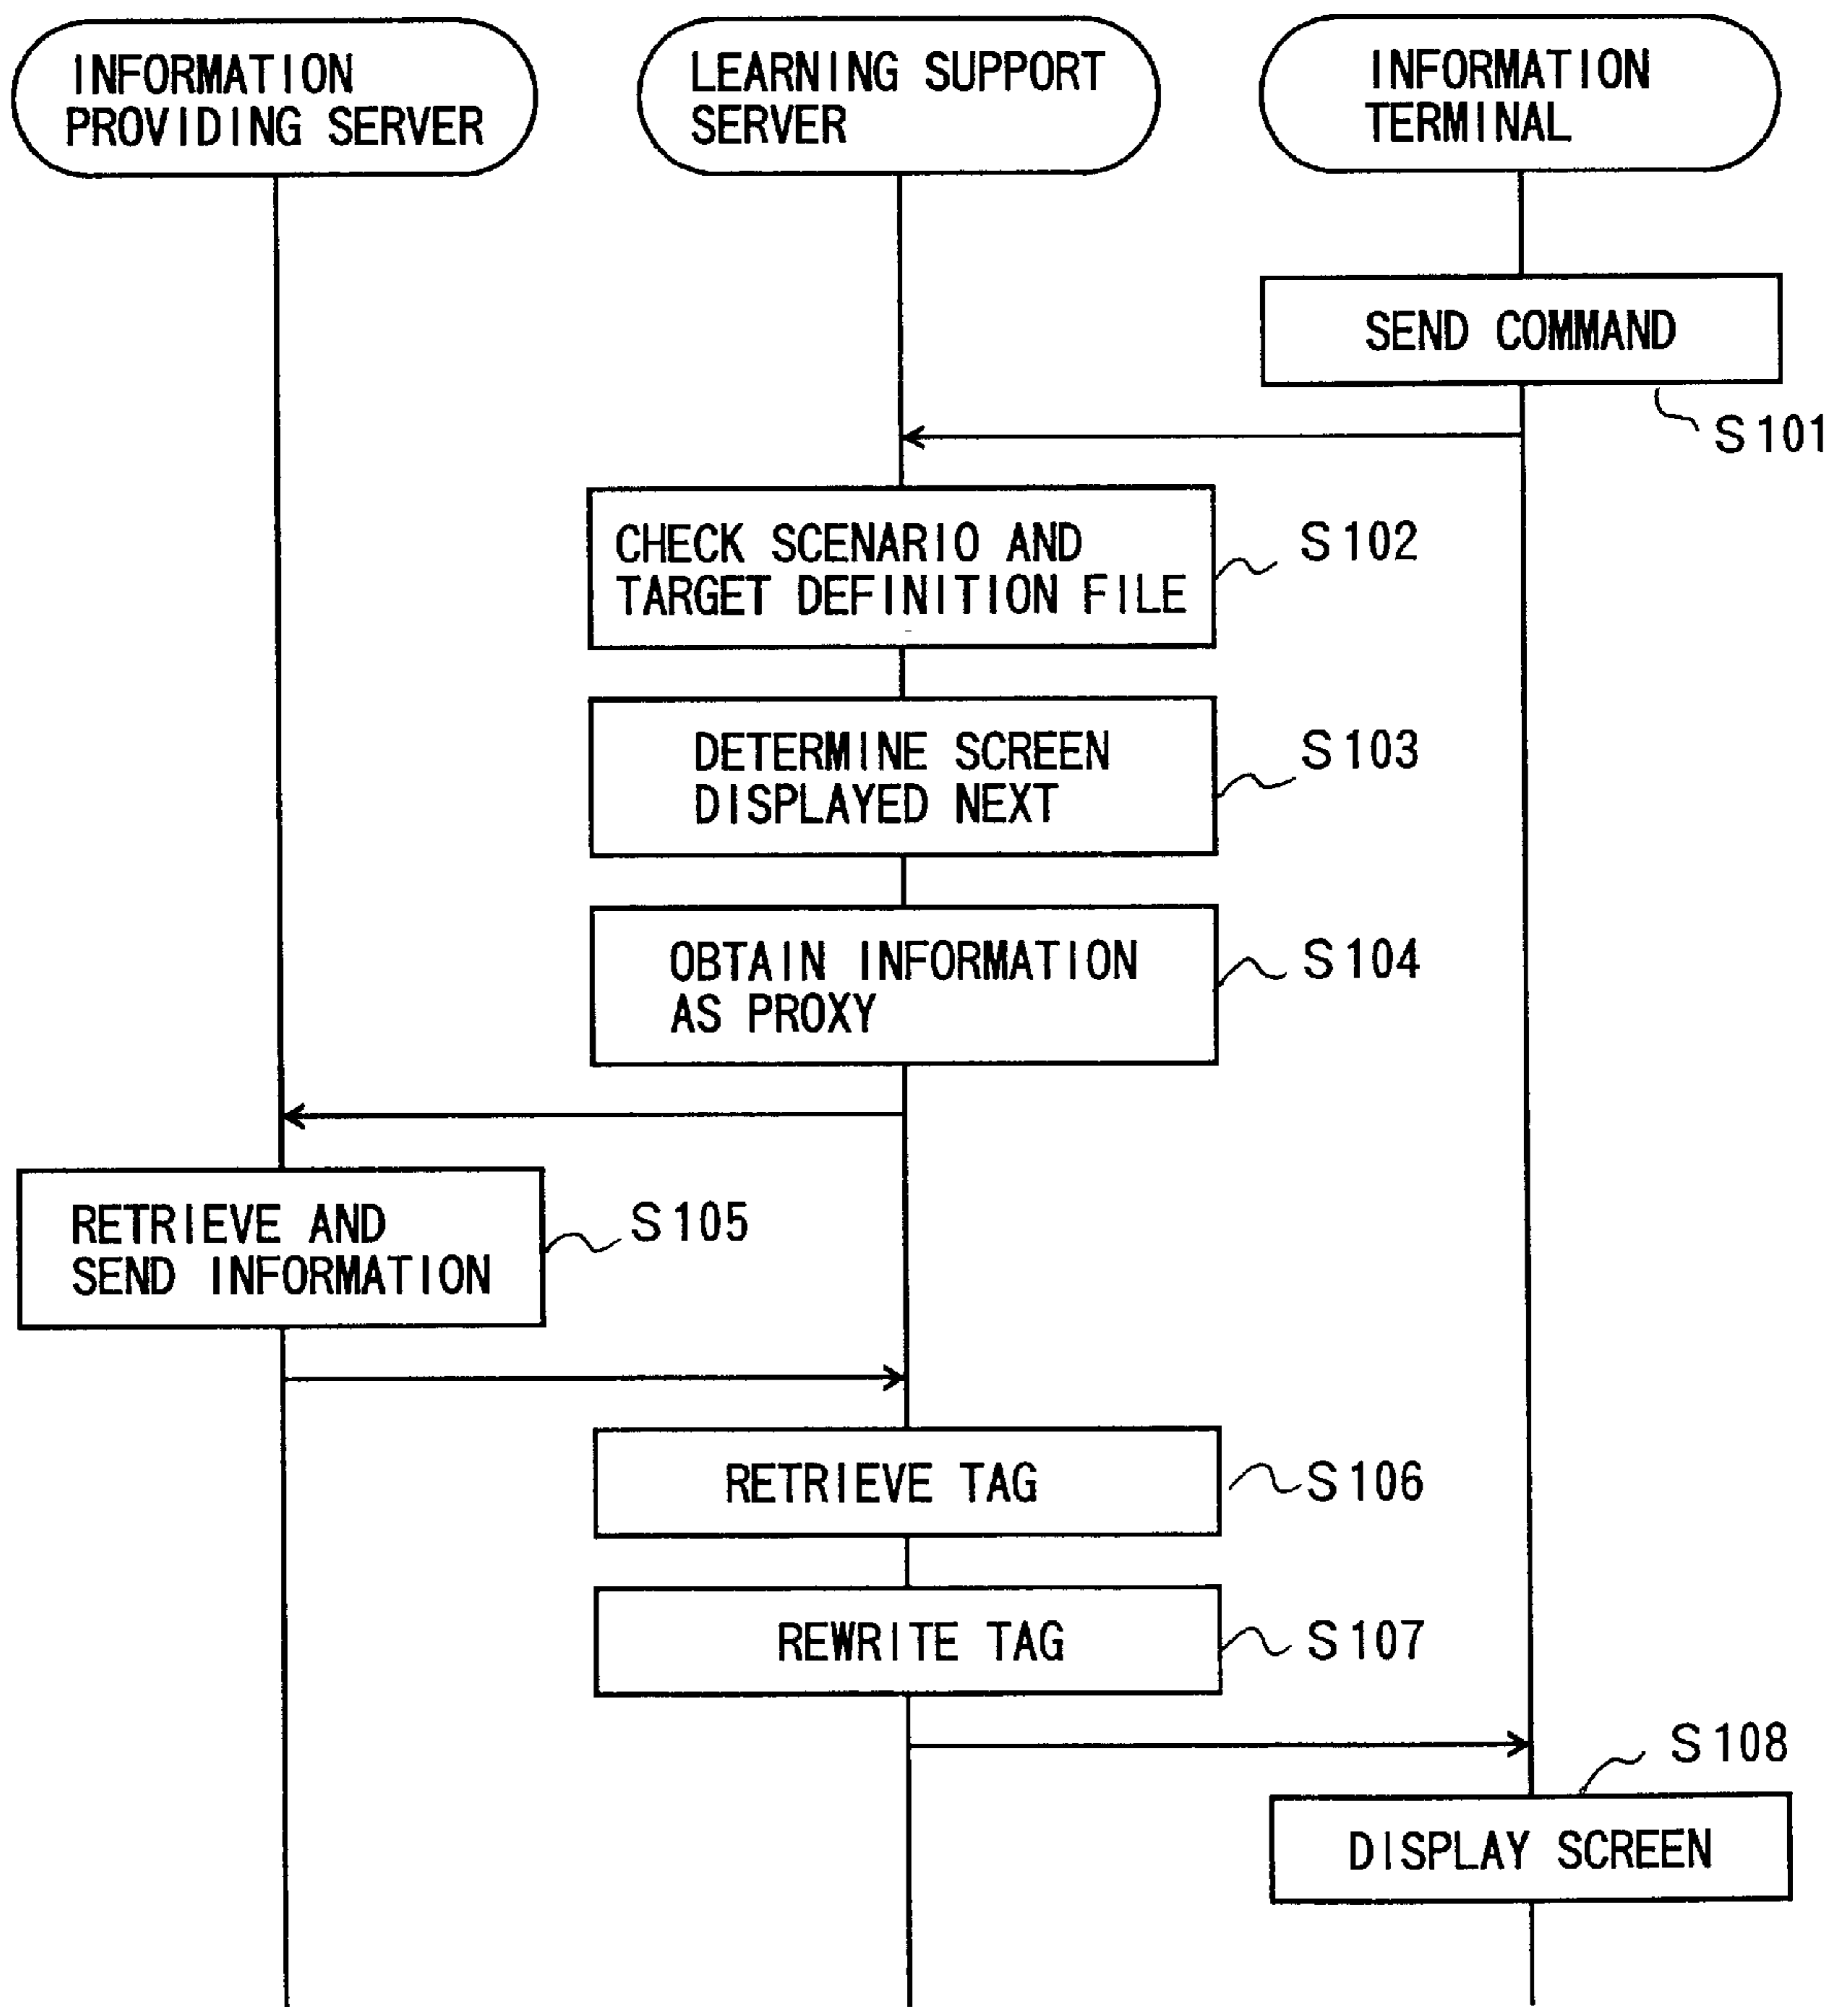 INFORMATION
PROVIDING SERVER
LEARNING SUPPORT
SERVER
INFORMATION
TERMINAL
SEND COMMAND
S101
CHECK SCENARIO AND
TARGET DEFINITION FILE
S102
DETERMINE SCREEN
DISPLAYED NEXT
S103
OBTAIN INFORMATION
AS PROXY
S104
RETRIEVE AND
SEND INFORMATION
S105
RETRIEVE TAG
S106
REWRITE TAG
S107
S108
DISPLAY SCREEN